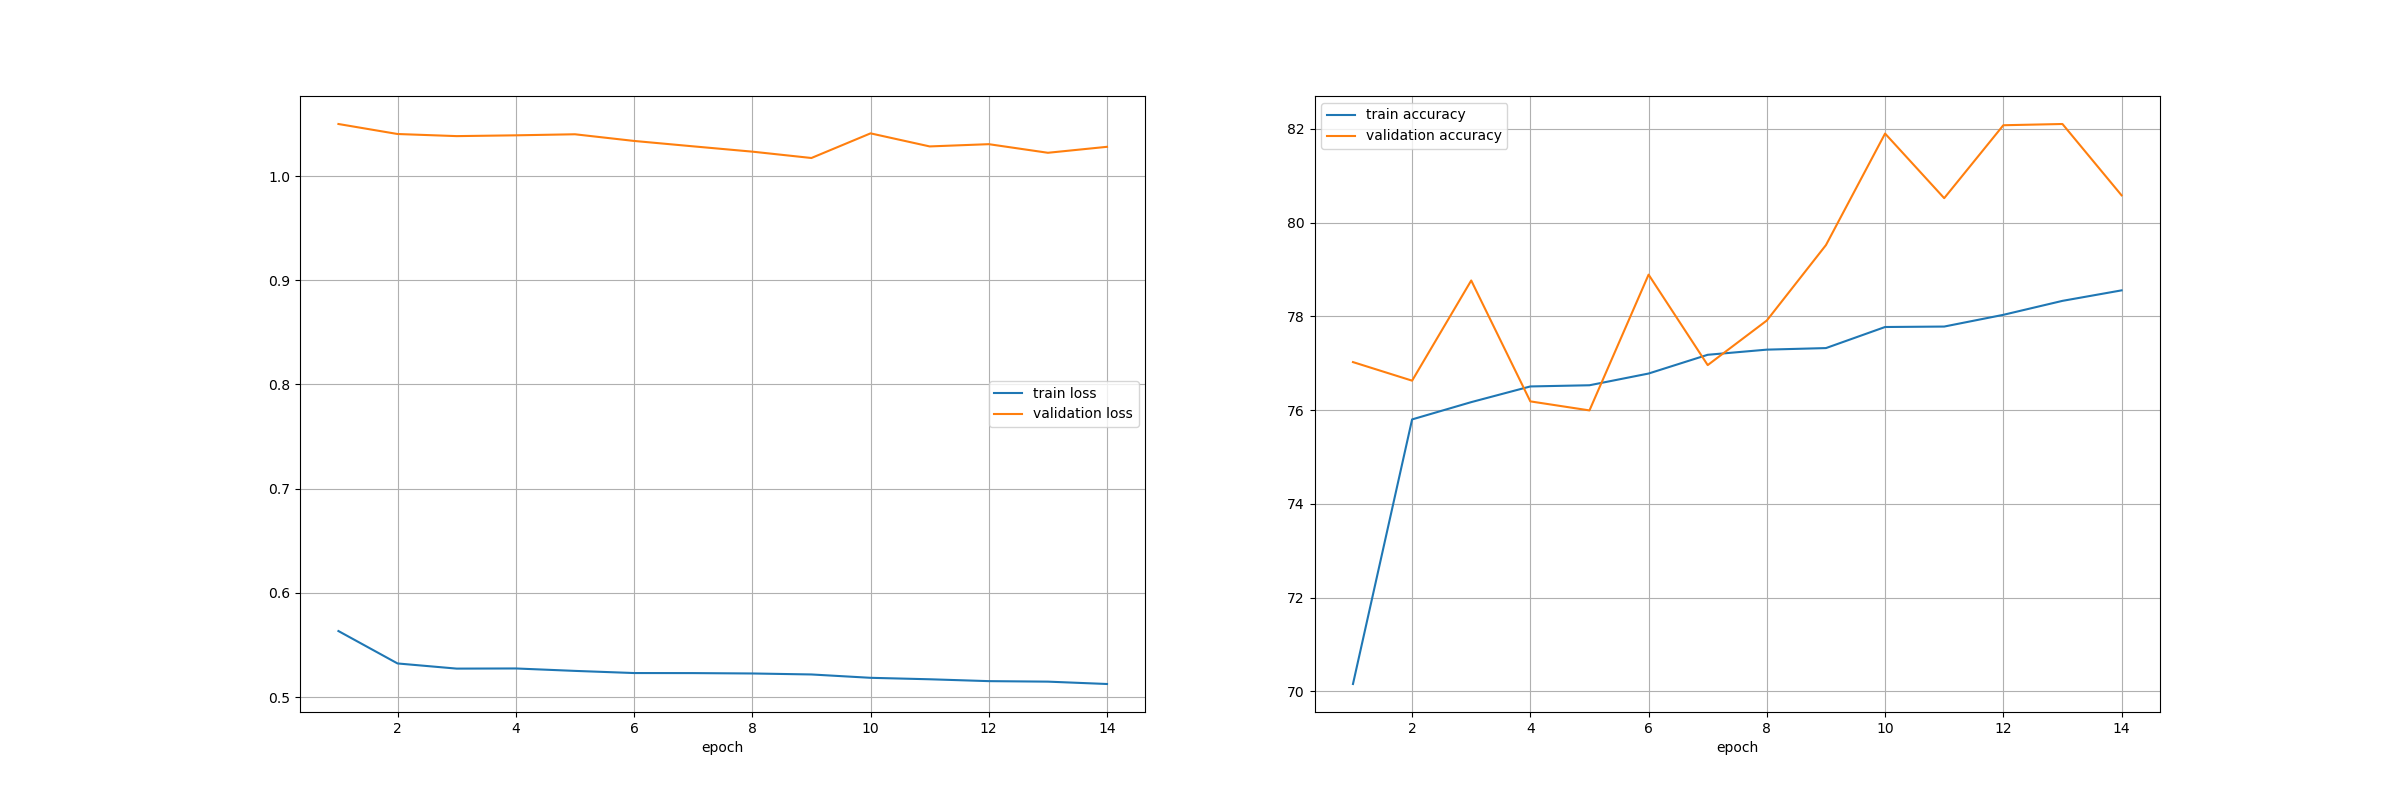 1.0
0.9
0.8
0.7
0.6
0.5
2 4 6 8 10 12 14
epoch
train loss
validation loss
train accuracy
validation accuracy
82
80
78
76
74
72
70
2 4 6 8 10 12 14
epoch